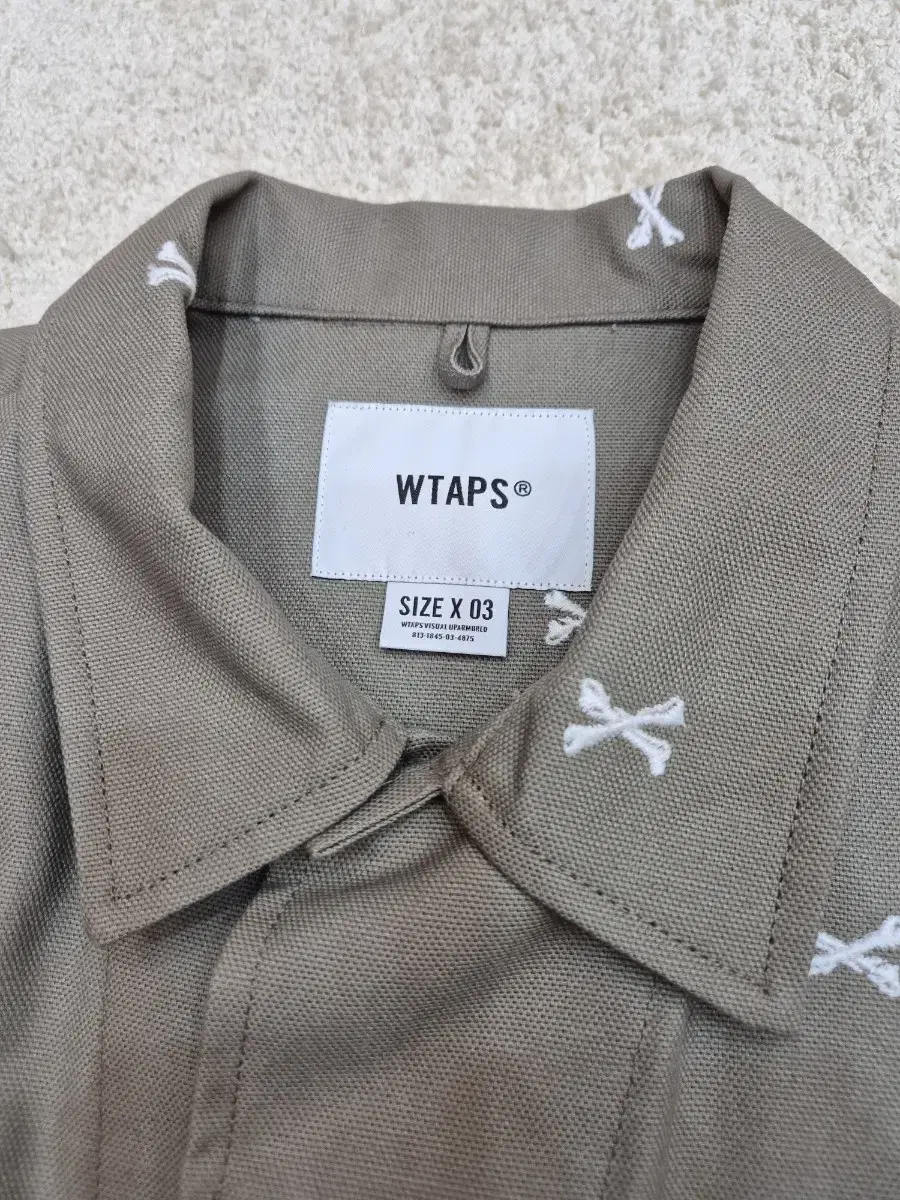 WTAPS®
SIZE X 03
WTAPS VISUAL UPARMORED
813-1845-03-4875